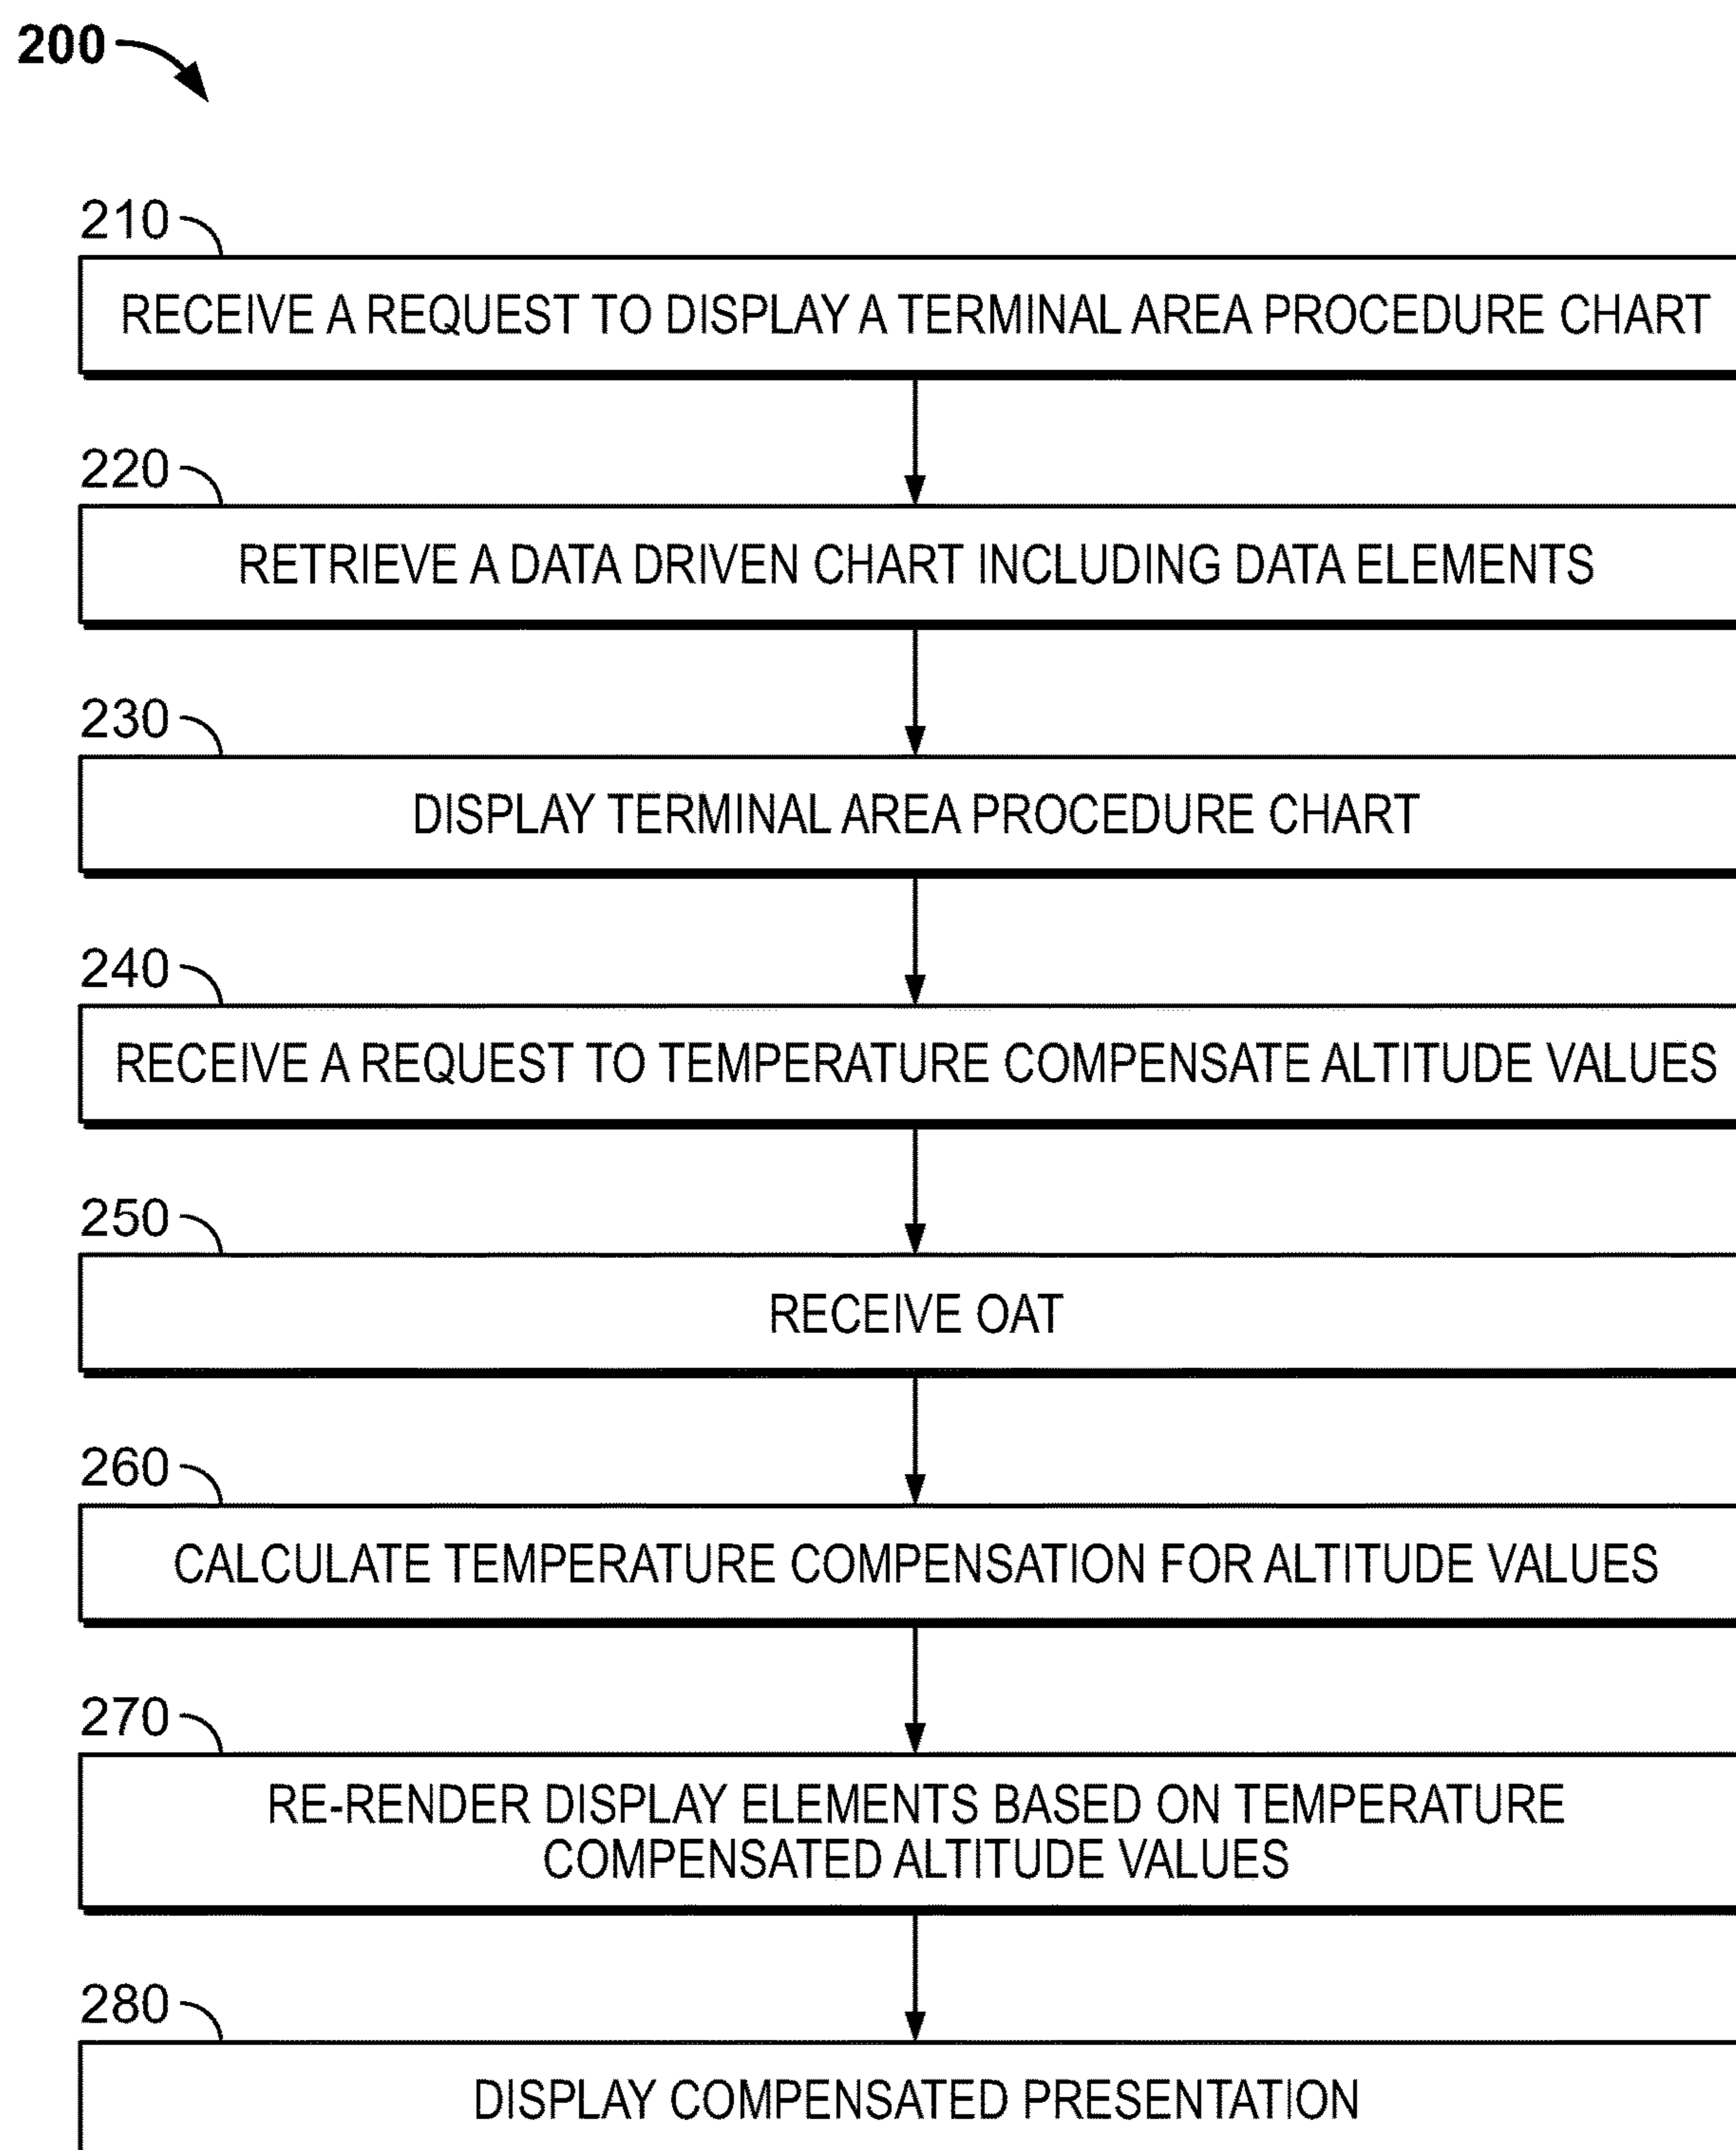 200
210
RECEIVE A REQUEST TO DISPLAY A TERMINAL AREA PROCEDURE CHART
220
RETRIEVE A DATA DRIVEN CHART INCLUDING DATA ELEMENTS
230
DISPLAY TERMINAL AREA PROCEDURE CHART
240
RECEIVE A REQUEST TO TEMPERATURE COMPENSATE ALTITUDE VALUES
250
RECEIVE OAT
260
CALCULATE TEMPERATURE COMPENSATION FOR ALTITUDE VALUES
270
RE-RENDER DISPLAY ELEMENTS BASED ON TEMPERATURE
COMPENSATED ALTITUDE VALUES
280
DISPLAY COMPENSATED PRESENTATION